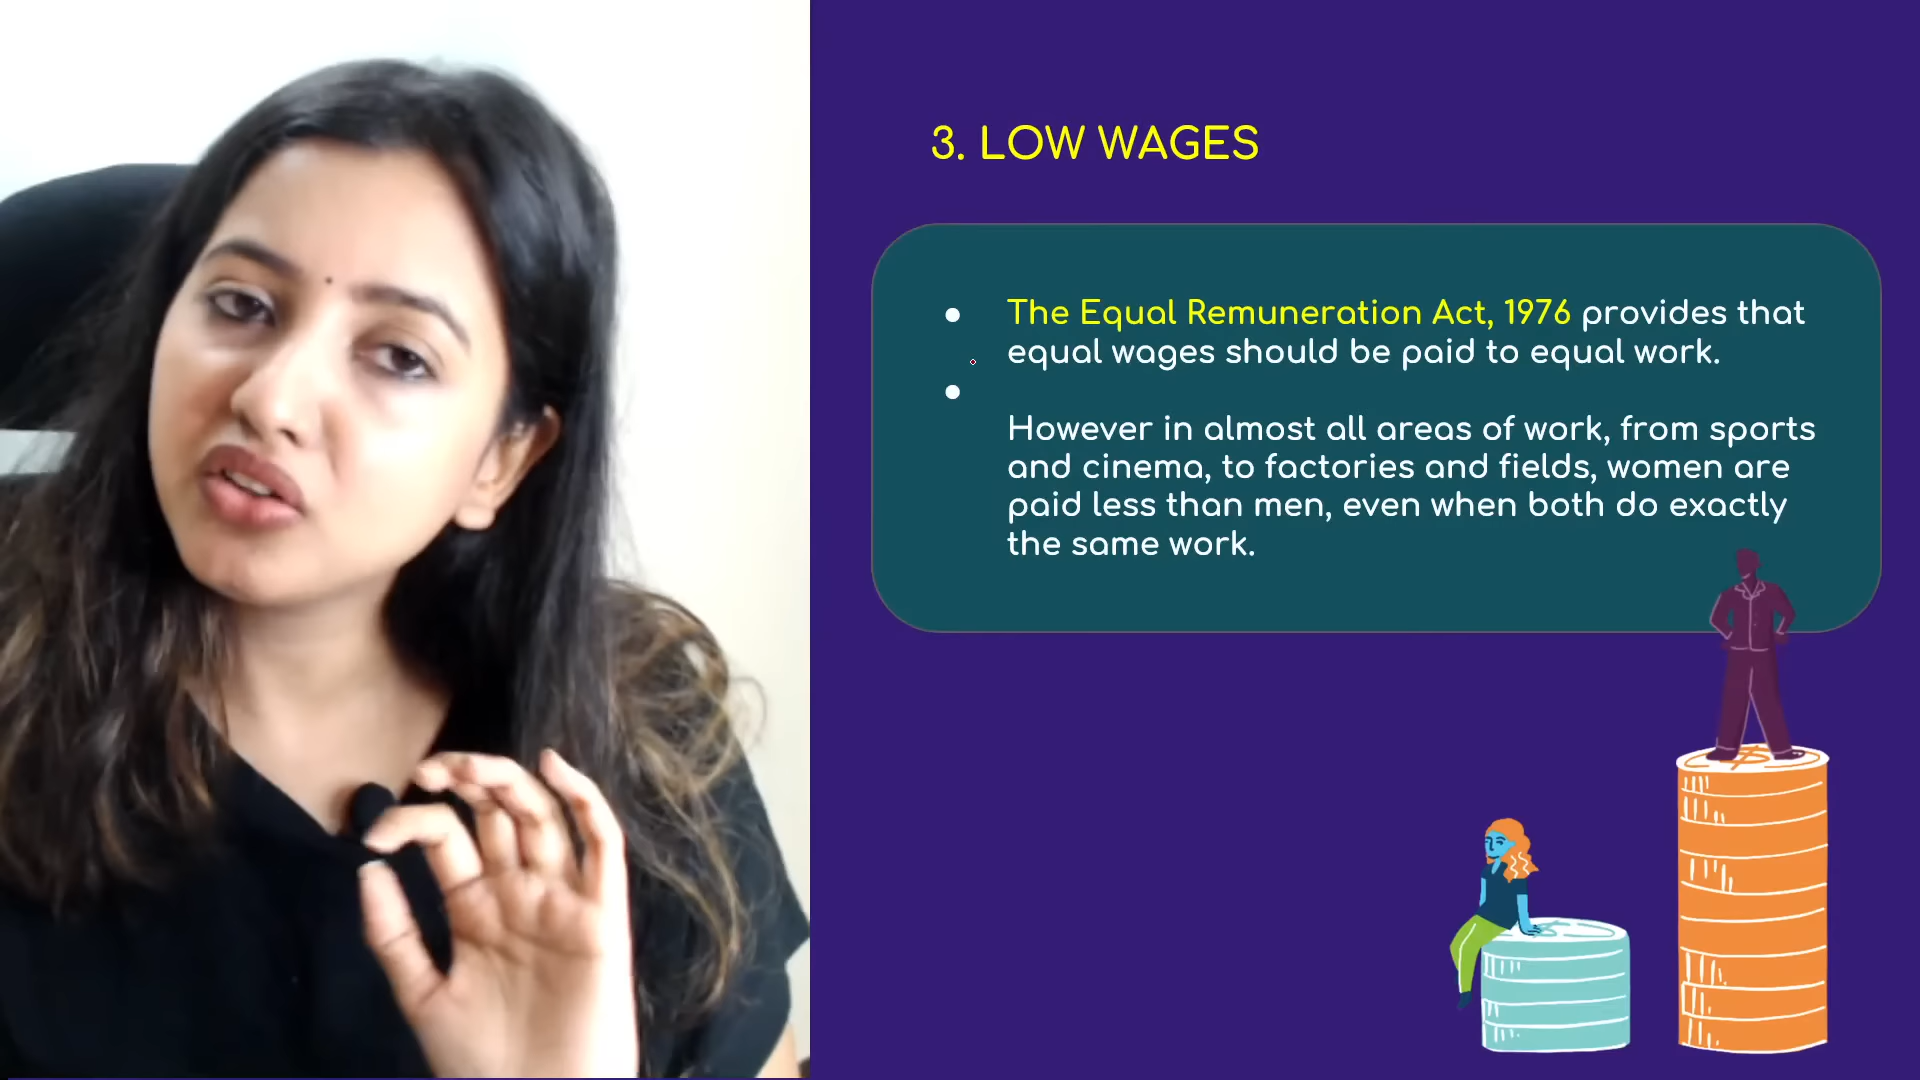 3. LOW WAGES
● The Equal Remuneration Act, 1976 provides that
equal wages should be paid to equal work.
●
However in almost all areas of work, from sports
and cinema, to factories and fields, women are
paid less than men, even when both do exactly
the same work.